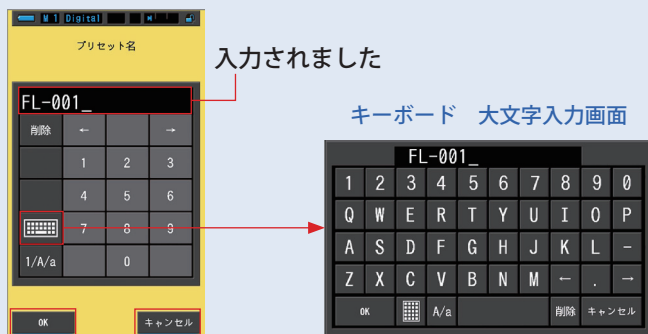 M 1 Digital
プリセット名
入力されました
FL-001_
削除 ← →
1 2 3
4 5 6
7 8 9
1/A/a 0
OK キャンセル
キーボード 大文字入力画面
FL-001_
1 2 3 4 5 6 7 8 9 0
Q W E R T Y U I O P
A S D F G H J K L -
Z X C V B N M ← . →
OK A/a 削除 キャンセル